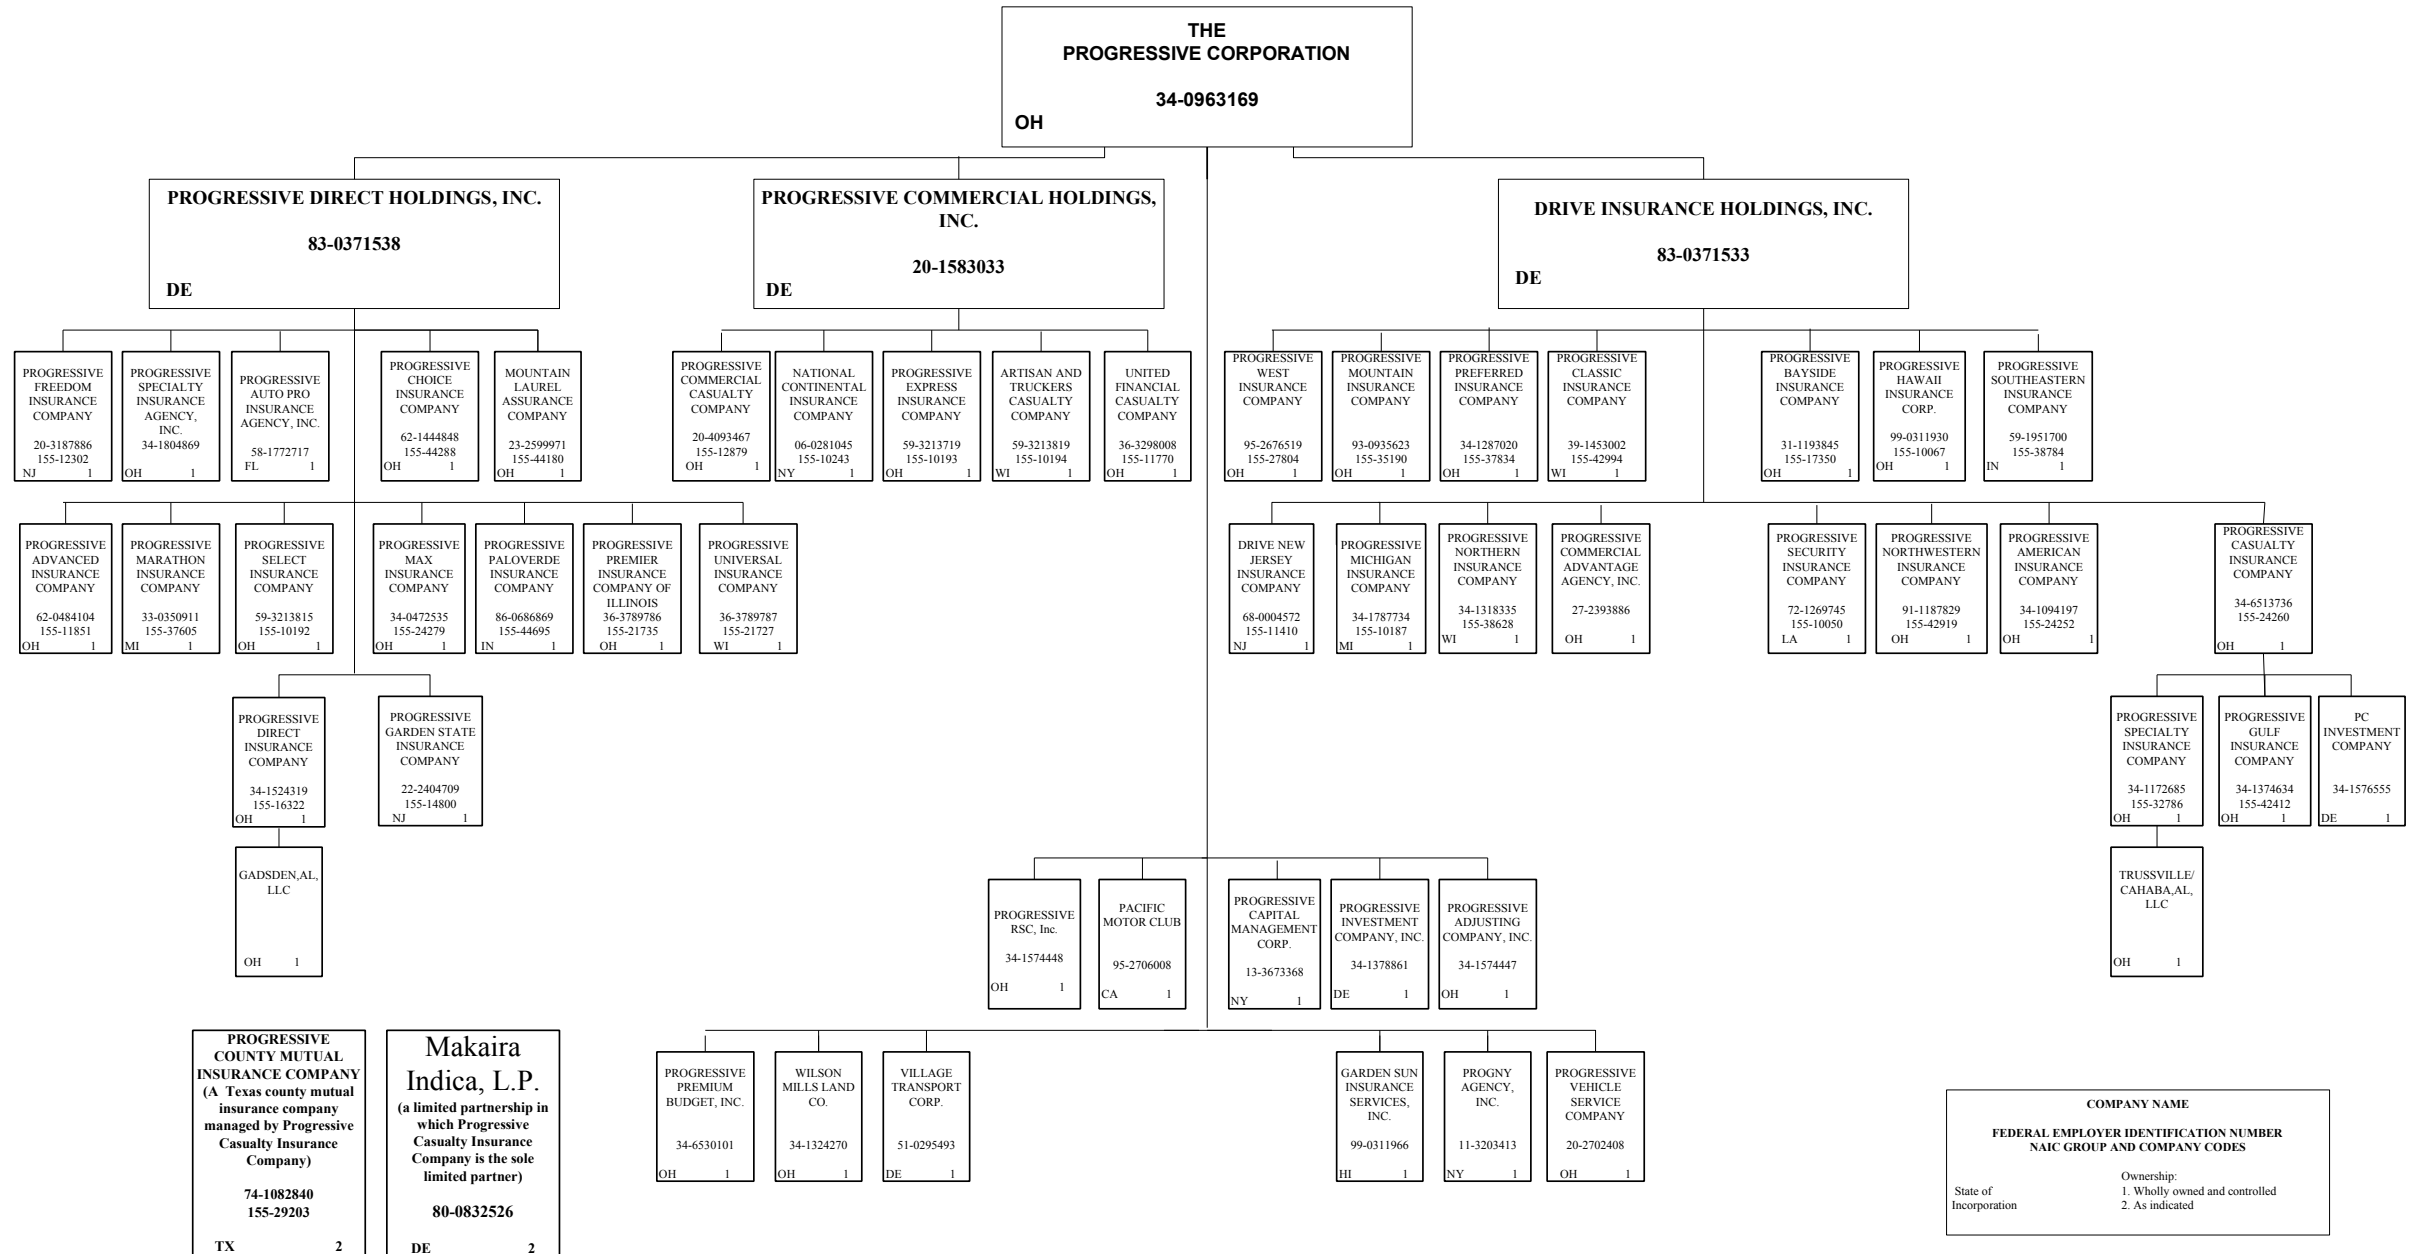 THE
PROGRESSIVE CORPORATION
34-0963169
OH
PROGRESSIVE DIRECT HOLDINGS, INC.
83-0371538
DE
PROGRESSIVE COMMERCIAL HOLDINGS,
INC.
20-1583033
DE
DRIVE INSURANCE HOLDINGS, INC.
83-0371533
DE
PROGRESSIVE
FREEDOM
INSURANCE
COMPANY
20-3187886
155-12302
NJ 1
PROGRESSIVE
SPECIALTY
INSURANCE
AGENCY,
INC.
34-1804869
OH 1
PROGRESSIVE
AUTO PRO
INSURANCE
AGENCY, INC.
58-1772717
FL 1
PROGRESSIVE
CHOICE
INSURANCE
COMPANY
62-1444848
155-44288
OH 1
MOUNTAIN
LAUREL
ASSURANCE
COMPANY
23-2599971
155-44180
OH 1
PROGRESSIVE
COMMERCIAL
CASUALTY
COMPANY
20-4093467
155-12879
OH 1
NATIONAL
CONTINENTAL
INSURANCE
COMPANY
06-0281045
155-10243
NY 1
PROGRESSIVE
EXPRESS
INSURANCE
COMPANY
59-3213719
155-10193
OH 1
ARTISAN AND
TRUCKERS
CASUALTY
COMPANY
59-3213819
155-10194
WI 1
UNITED
FINANCIAL
CASUALTY
COMPANY
36-3298008
155-11770
OH 1
PROGRESSIVE
WEST
INSURANCE
COMPANY
95-2676519
155-27804
OH 1
PROGRESSIVE
MOUNTAIN
INSURANCE
COMPANY
93-0935623
155-35190
OH 1
PROGRESSIVE
PREFERRED
INSURANCE
COMPANY
34-1287020
155-37834
OH 1
PROGRESSIVE
CLASSIC
INSURANCE
COMPANY
39-1453002
155-42994
WI 1
PROGRESSIVE
BAYSIDE
INSURANCE
COMPANY
31-1193845
155-17350
OH 1
PROGRESSIVE
HAWAII
INSURANCE
CORP.
99-0311930
155-10067
OH 1
PROGRESSIVE
SOUTHEASTERN
INSURANCE
COMPANY
59-1951700
155-38784
IN 1
PROGRESSIVE
ADVANCED
INSURANCE
COMPANY
62-0484104
155-11851
OH 1
PROGRESSIVE
MARATHON
INSURANCE
COMPANY
33-0350911
155-37605
MI 1
PROGRESSIVE
SELECT
INSURANCE
COMPANY
59-3213815
155-10192
OH 1
PROGRESSIVE
MAX
INSURANCE
COMPANY
34-0472535
155-24279
OH 1
PROGRESSIVE
PALOVERDE
INSURANCE
COMPANY
86-0686869
155-44695
IN 1
PROGRESSIVE
PREMIER
INSURANCE
COMPANY OF
ILLINOIS
36-3789786
155-21735
OH 1
PROGRESSIVE
UNIVERSAL
INSURANCE
COMPANY
36-3789787
155-21727
WI 1
DRIVE NEW
JERSEY
INSURANCE
COMPANY
68-0004572
155-11410
NJ 1
PROGRESSIVE
MICHIGAN
INSURANCE
COMPANY
34-1787734
155-10187
MI 1
PROGRESSIVE
NORTHERN
INSURANCE
COMPANY
34-1318335
155-38628
WI 1
PROGRESSIVE
COMMERCIAL
ADVANTAGE
AGENCY, INC.
27-2393886
OH 1
PROGRESSIVE
SECURITY
INSURANCE
COMPANY
72-1269745
155-10050
LA 1
PROGRESSIVE
NORTHWESTERN
INSURANCE
COMPANY
91-1187829
155-42919
OH 1
PROGRESSIVE
AMERICAN
INSURANCE
COMPANY
34-1094197
155-24252
OH 1
PROGRESSIVE
CASUALTY
INSURANCE
COMPANY
34-6513736
155-24260
OH 1
PROGRESSIVE
DIRECT
INSURANCE
COMPANY
34-1524319
155-16322
OH 1
PROGRESSIVE
GARDEN STATE
INSURANCE
COMPANY
22-2404709
155-14800
NJ 1
PROGRESSIVE
SPECIALTY
INSURANCE
COMPANY
34-1172685
155-32786
OH 1
PROGRESSIVE
GULF
INSURANCE
COMPANY
34-1374634
155-42412
OH 1
PC
INVESTMENT
COMPANY
34-1576555
DE 1
GADSDEN,AL,
LLC
OH 1
TRUSSVILLE/
CAHABA,AL,
LLC
OH 1
PROGRESSIVE
RSC, Inc.
34-1574448
OH 1
PACIFIC
MOTOR CLUB
95-2706008
CA 1
PROGRESSIVE
CAPITAL
MANAGEMENT
CORP.
13-3673368
NY 1
PROGRESSIVE
INVESTMENT
COMPANY, INC.
34-1378861
DE 1
PROGRESSIVE
ADJUSTING
COMPANY, INC.
34-1574447
OH 1
PROGRESSIVE
COUNTY MUTUAL
INSURANCE COMPANY
(A Texas county mutual
insurance company
managed by Progressive
Casualty Insurance
Company)
74-1082840
155-29203
TX 2
Makaira
Indica, L.P.
(a limited partnership in
which Progressive
Casualty Insurance
Company is the sole
limited partner)
80-0832526
DE 2
PROGRESSIVE
PREMIUM
BUDGET, INC.
34-6530101
OH 1
WILSON
MILLS LAND
CO.
34-1324270
OH 1
VILLAGE
TRANSPORT
CORP.
51-0295493
DE 1
GARDEN SUN
INSURANCE
SERVICES,
INC.
99-0311966
HI 1
PROGNY
AGENCY,
INC.
11-3203413
NY 1
PROGRESSIVE
VEHICLE
SERVICE
COMPANY
20-2702408
OH 1
COMPANY NAME
FEDERAL EMPLOYER IDENTIFICATION NUMBER
NAIC GROUP AND COMPANY CODES
Ownership:
State of 1. Wholly owned and controlled
Incorporation 2. As indicated